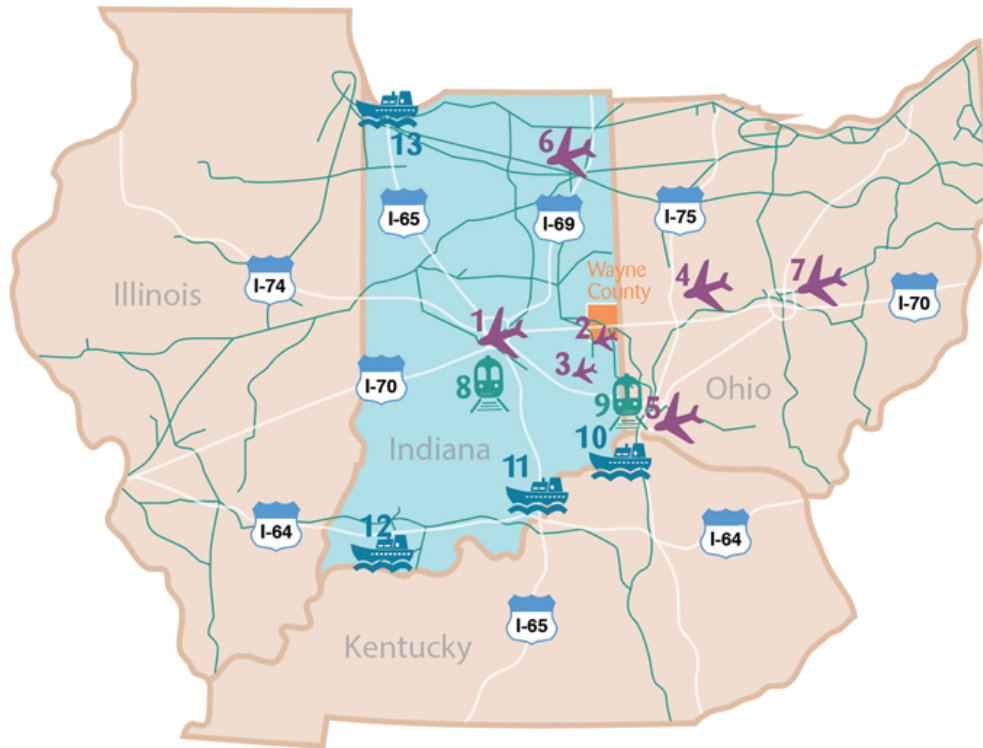 13
6
I-65
I-69
I-75
Wayne
County
I-74
Illinois
4
7
I-70
1
2
3
I-70
8
9
5
Ohio
Indiana
10
11
I-64
12
I-64
I-65
Kentucky